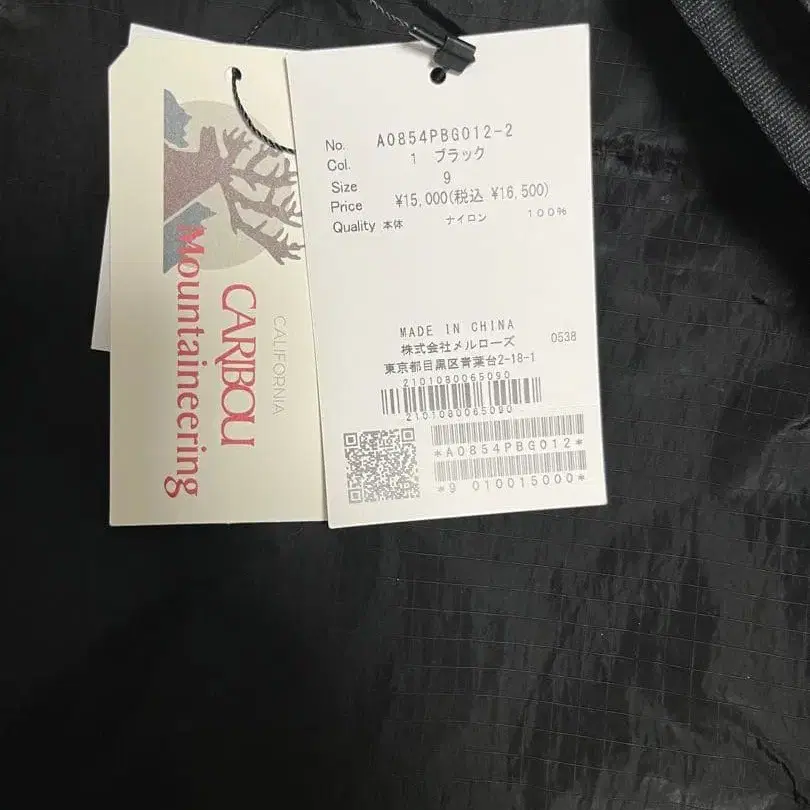 No. A0854PBG012-2
Col. 1 ブラック
Size 9
Price ¥15,000(税込 ¥16,500)
Quality 本体 ナイロン 100%
MADE IN CHINA
株式会社メルローズ 0538
東京都目黒区青葉台2-18-1
2101080065090
2101080065090
*A0854PBG012*
*9 010015000*
CALIFORNIA
CARIBOU
Mountaineering